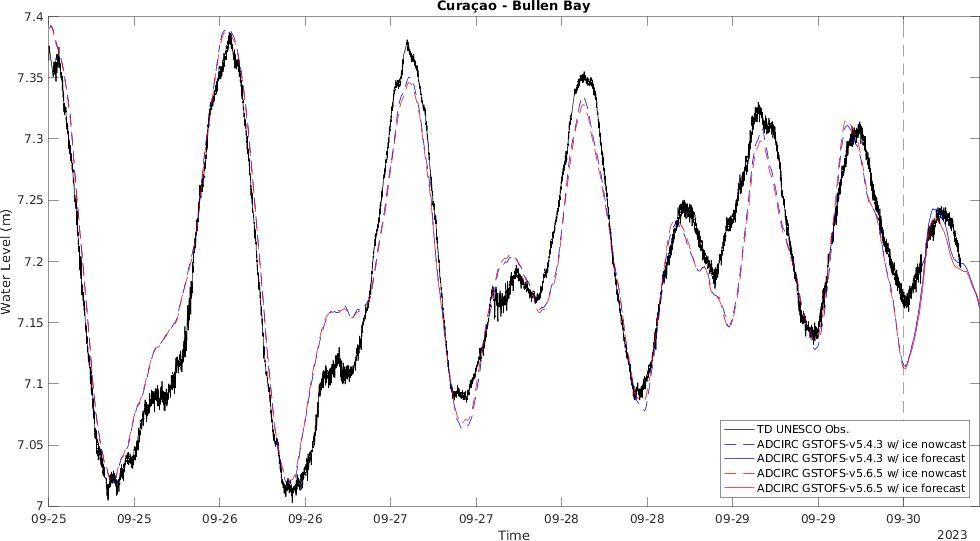 Curaçao - Bullen Bay
Water Level (m)
7.4
7.35
7.3
7.25
7.2
7.15
7.1
7.05
7
09-25 09-25 09-26 09-26 09-27 09-27 09-28 09-28 09-29 09-29 09-30
Time
2023
TD UNESCO Obs.
ADCIRC GSTOFS-v5.4.3 w/ ice nowcast
ADCIRC GSTOFS-v5.4.3 w/ ice forecast
ADCIRC GSTOFS-v5.6.5 w/ ice nowcast
ADCIRC GSTOFS-v5.6.5 w/ ice forecast